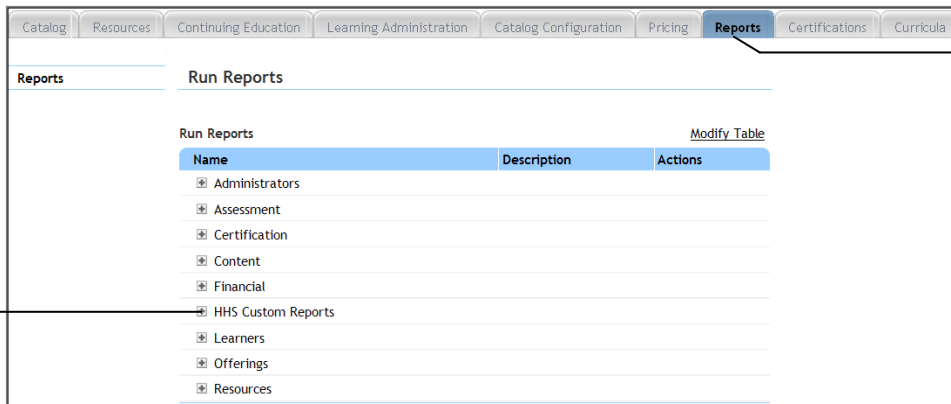 Catalog Resources Continuing Education Learning Administration Catalog Configuration Pricing Reports Certifications Curricula
Reports
Run Reports
Run Reports Modify Table
Name Description Actions
Administrators
Assessment
Certification
Content
Financial
HHS Custom Reports
Learners
Offerings
Resources